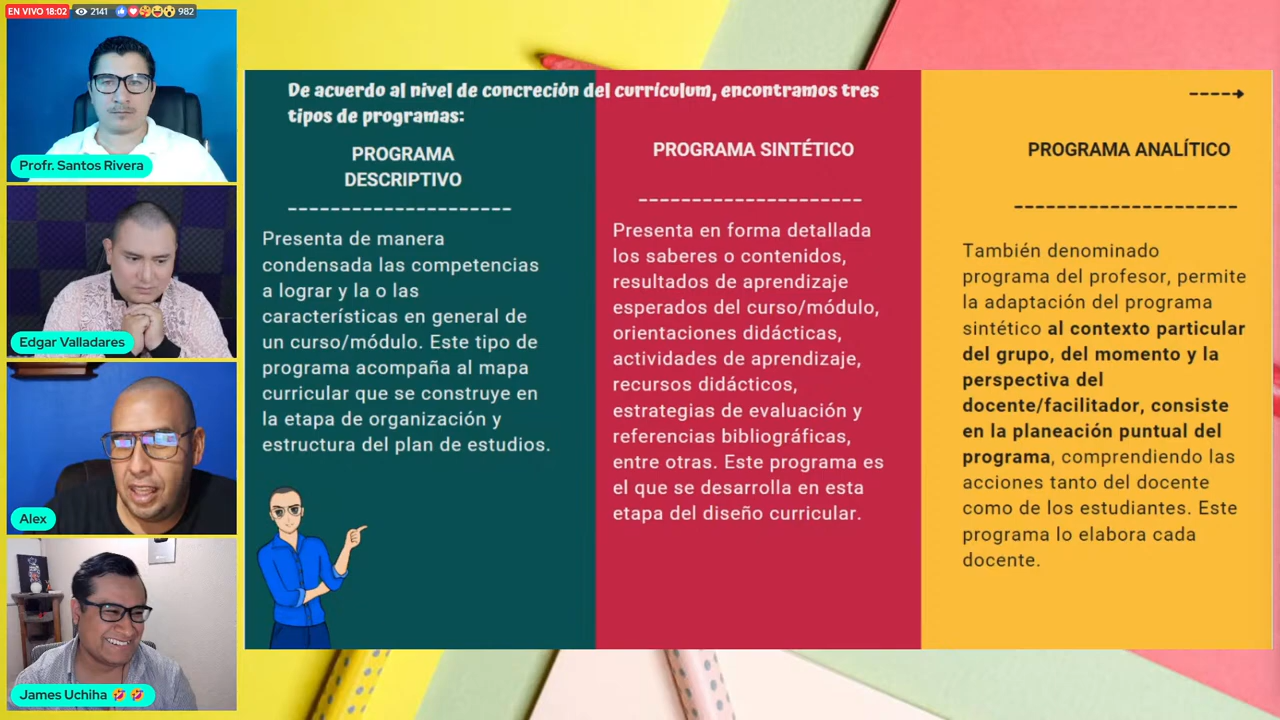 EN VIVO 18:02 2141 982
Profr. Santos Rivera
Edgar Valladares
Alex
James Uchiha 🤣 🤣
De acuerdo al nivel de concreción del currículum, encontramos tres
tipos de programas:
PROGRAMA
DESCRIPTIVO
Presenta de manera
condensada las competencias
a lograr y la o las
características en general de
un curso/módulo. Este tipo de
programa acompaña al mapa
curricular que se construye en
la etapa de organización y
estructura del plan de estudios.
PROGRAMA SINTÉTICO
Presenta en forma detallada
los saberes o contenidos,
resultados de aprendizaje
esperados del curso/módulo,
orientaciones didácticas,
actividades de aprendizaje,
recursos didácticos,
estrategias de evaluación y
referencias bibliográficas,
entre otras. Este programa es
el que se desarrolla en esta
etapa del diseño curricular.
PROGRAMA ANALÍTICO
También denominado
programa del profesor, permite
la adaptación del programa
sintético al contexto particular
del grupo, del momento y la
perspectiva del
docente/facilitador, consiste
en la planeación puntual del
programa, comprendiendo las
acciones tanto del docente
como de los estudiantes. Este
programa lo elabora cada
docente.